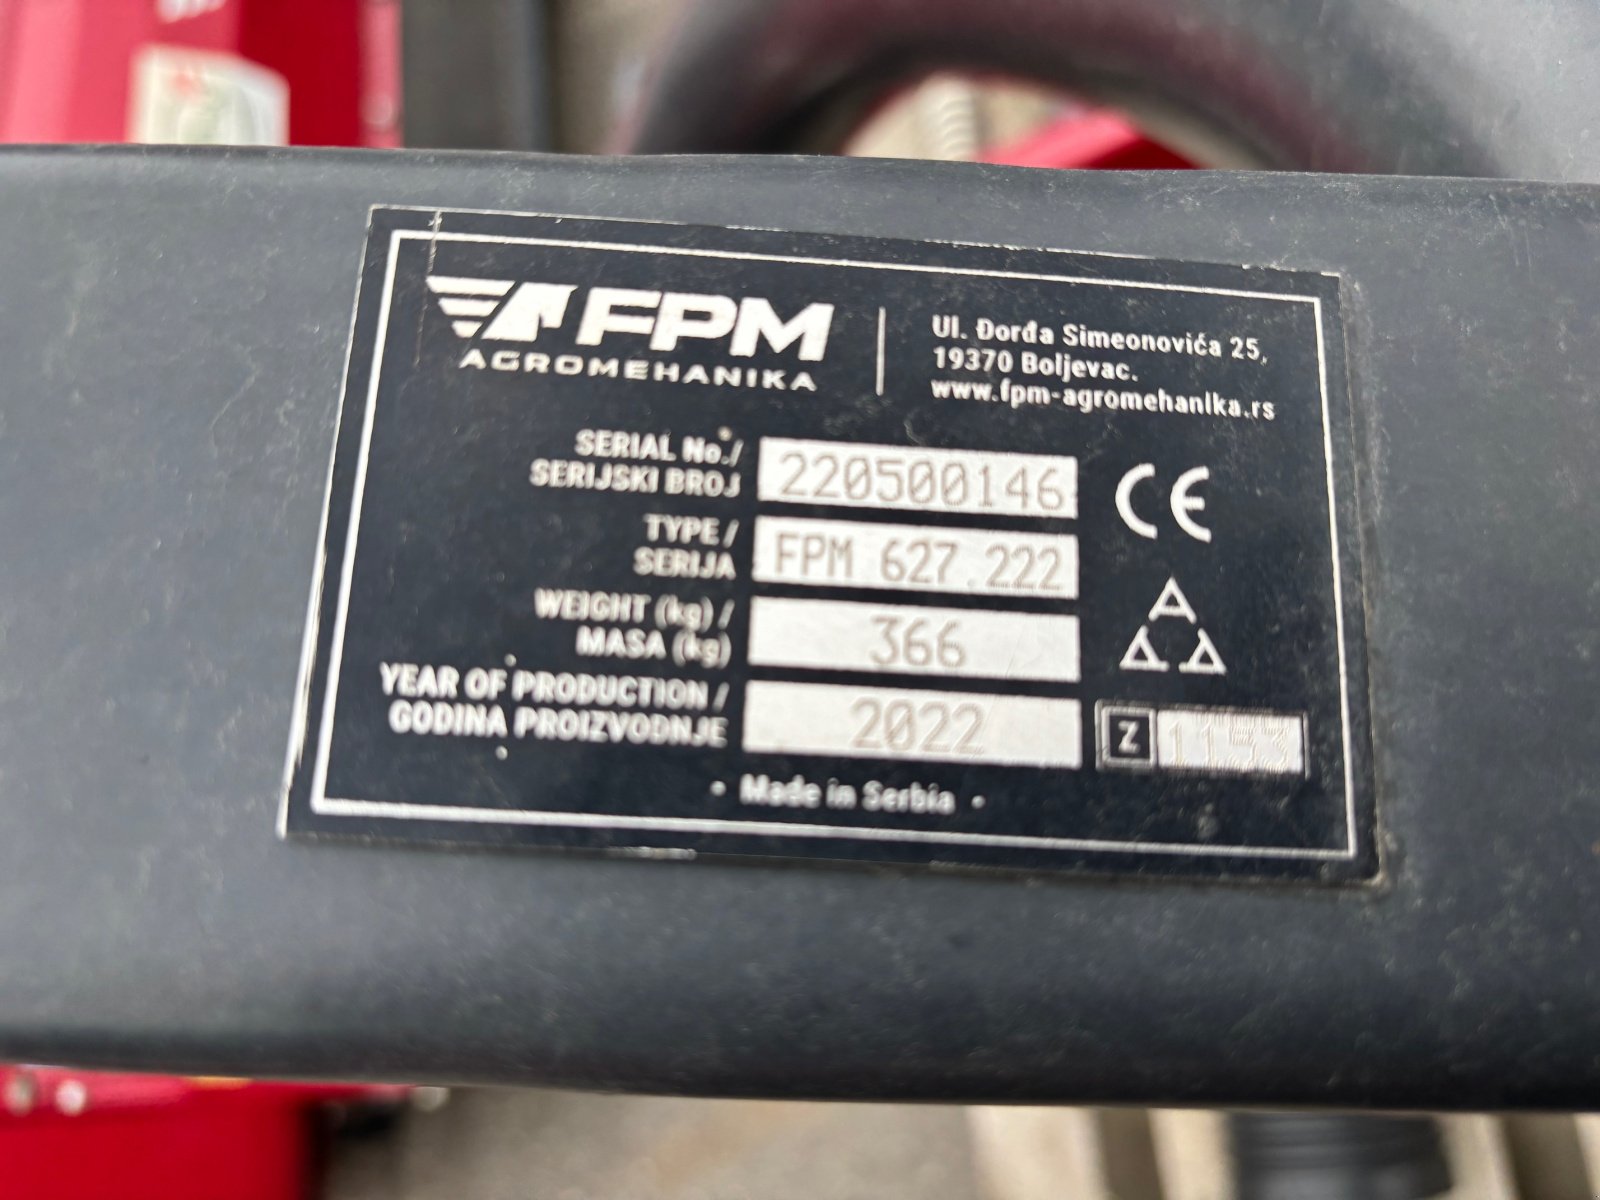 FPM
AGROMEHANIKA
Ul. Đorđa Simeonovića 25,
19370 Boljevac.
www.fpm-agromehanika.rs
SERIAL No./
SERIJSKI BROJ
220500146
TYPE /
SERIJA
FPM 627.222
WEIGHT (kg) /
MASA (kg)
366
YEAR OF PRODUCTION /
GODINA PROIZVODNJE
2022
CE
A
A A
Z 1153
• Made in Serbia •